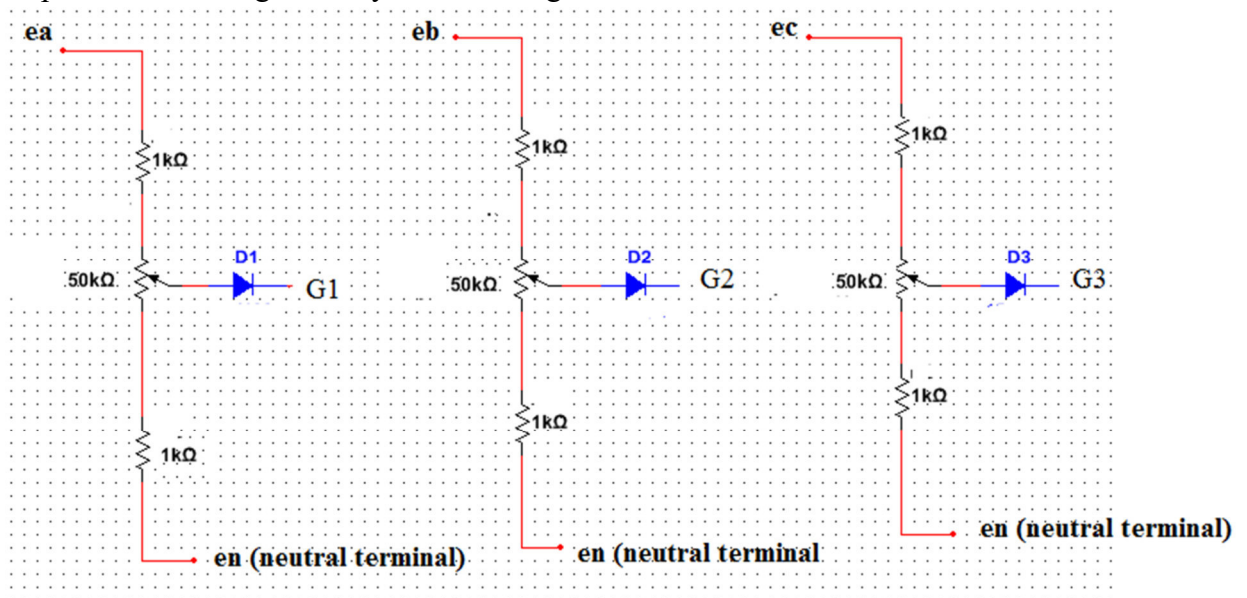 ea
eb
ec
1kΩ
1kΩ
1kΩ
D1
D2
D3
50kΩ
G1
50kΩ
G2
50kΩ
G3
1kΩ
1kΩ
1kΩ
en (neutral terminal)
en (neutral terminal
en (neutral terminal)